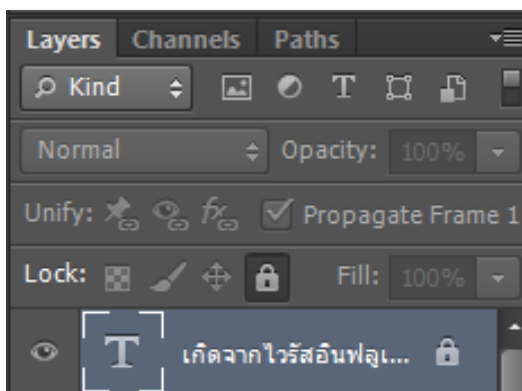 Layers Channels Paths
Kind T
Normal Opacity: 100%
Unify: fx Propagate Frame 1
Lock: Fill: 100%
T เกิดจากไวรัสอินฟลูเ...